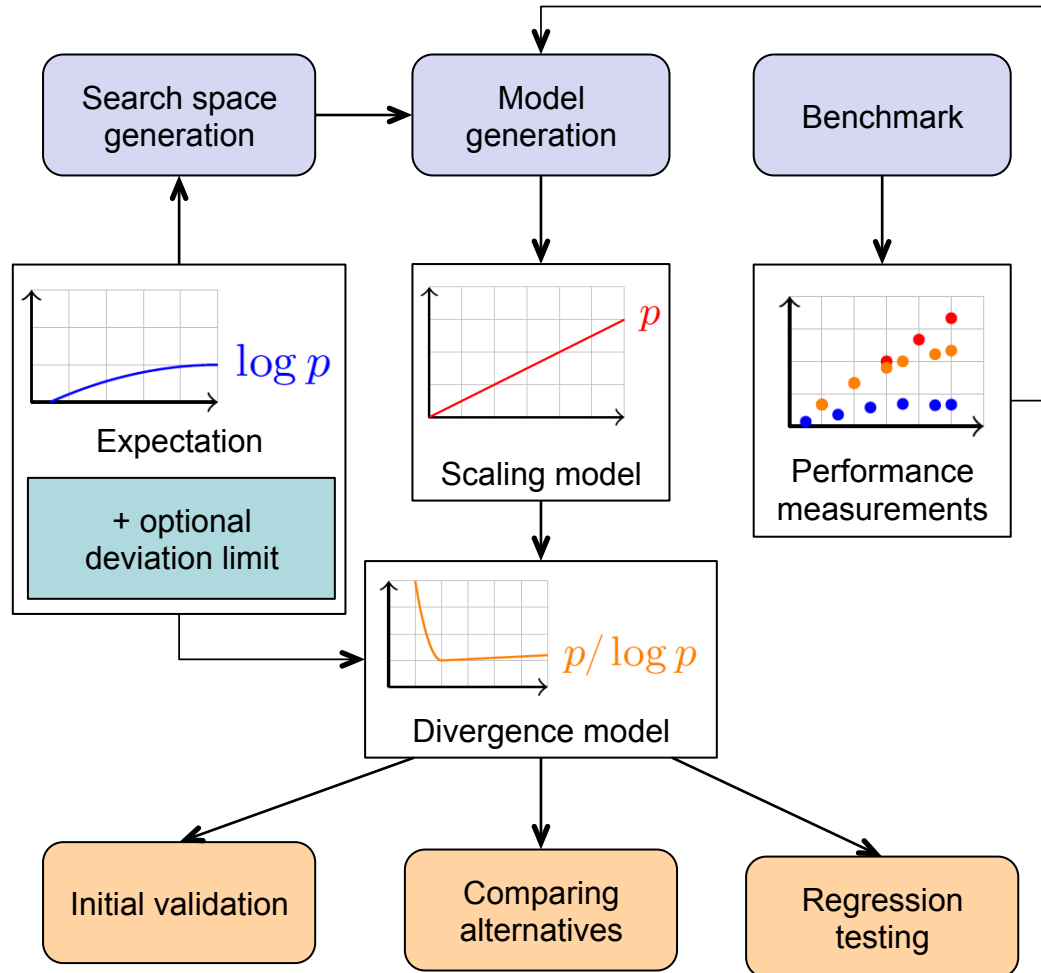 Search space
generation
Model
generation
Benchmark
log p
Expectation
+ optional
deviation limit
p
Scaling model
Performance
measurements
p/ log p
Divergence model
Initial validation
Comparing
alternatives
Regression
testing